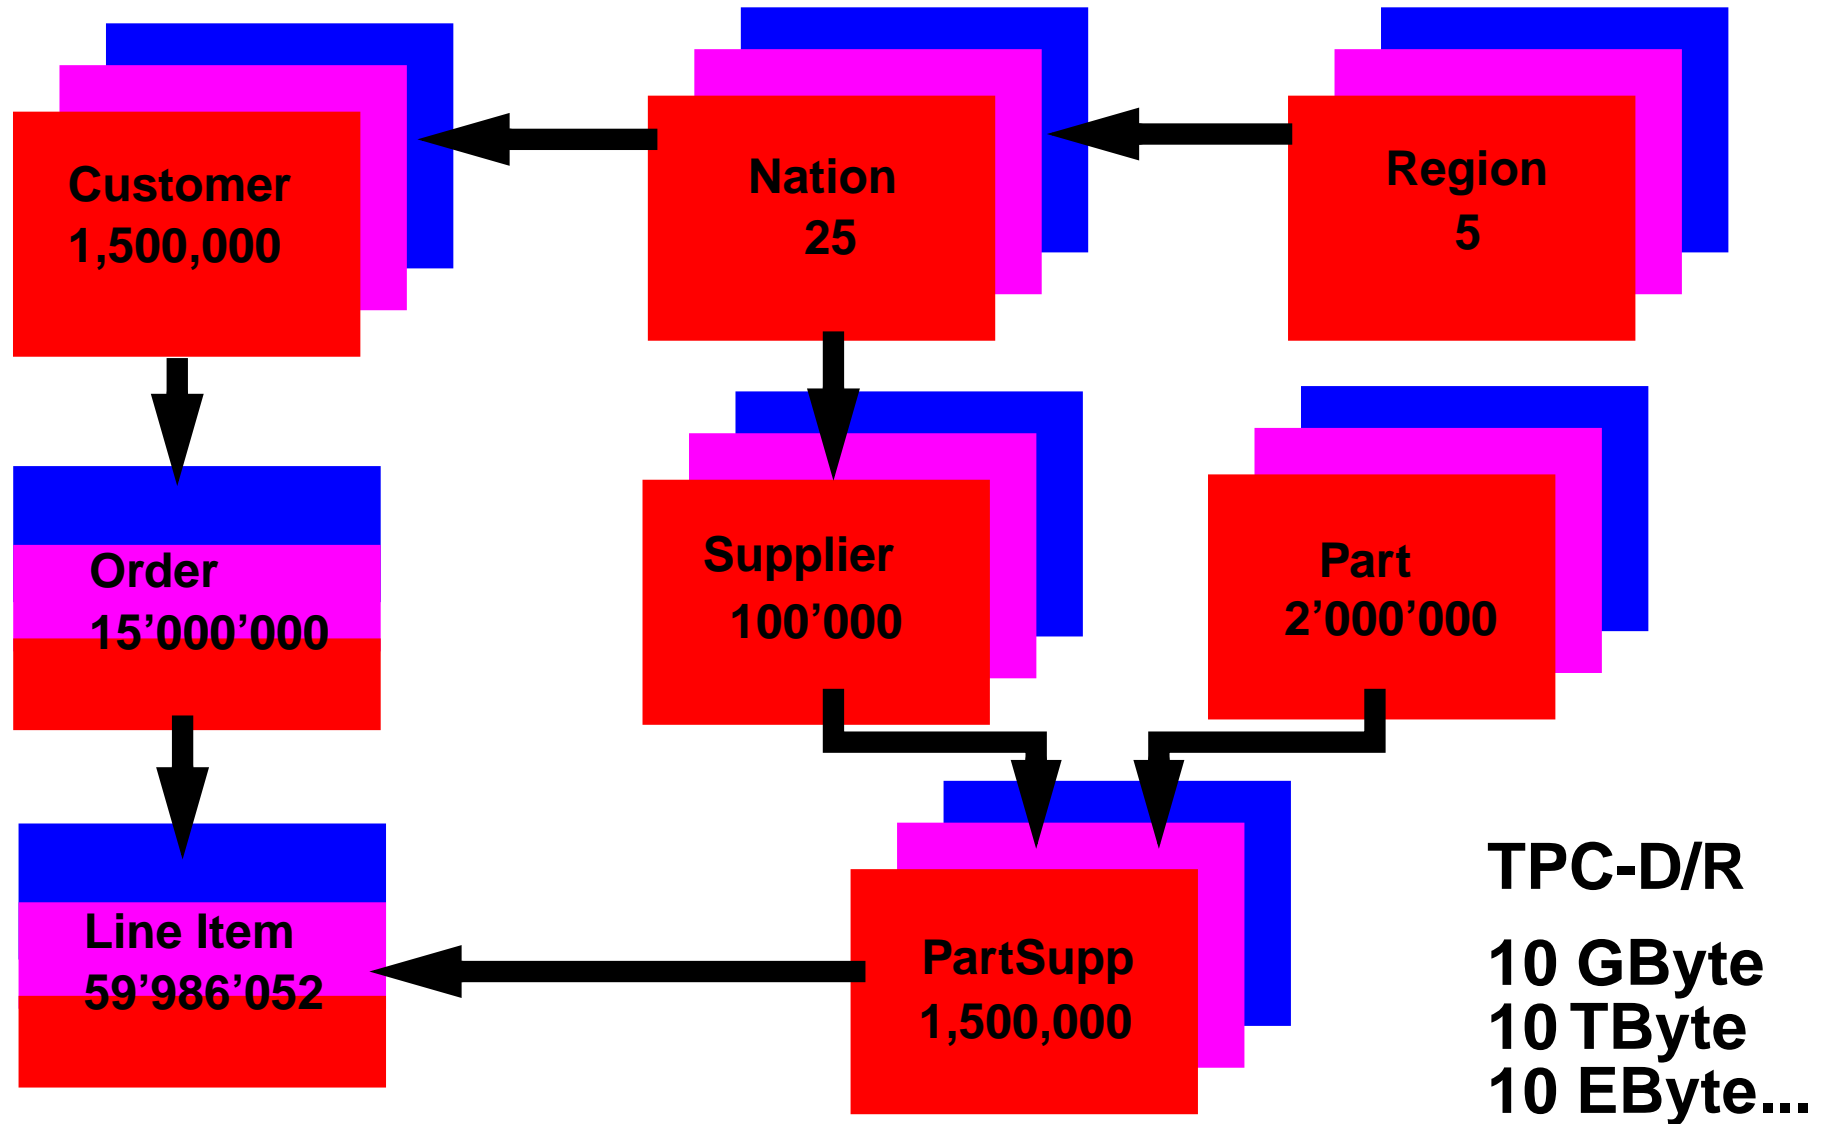 Customer
1,500,000
Nation
25
Region
5
Order
15’000’000
Supplier
100’000
Part
2’000’000
Line Item
59’986’052
PartSupp
1,500,000
TPC-D/R
10 GByte
10 TByte
10 EByte...